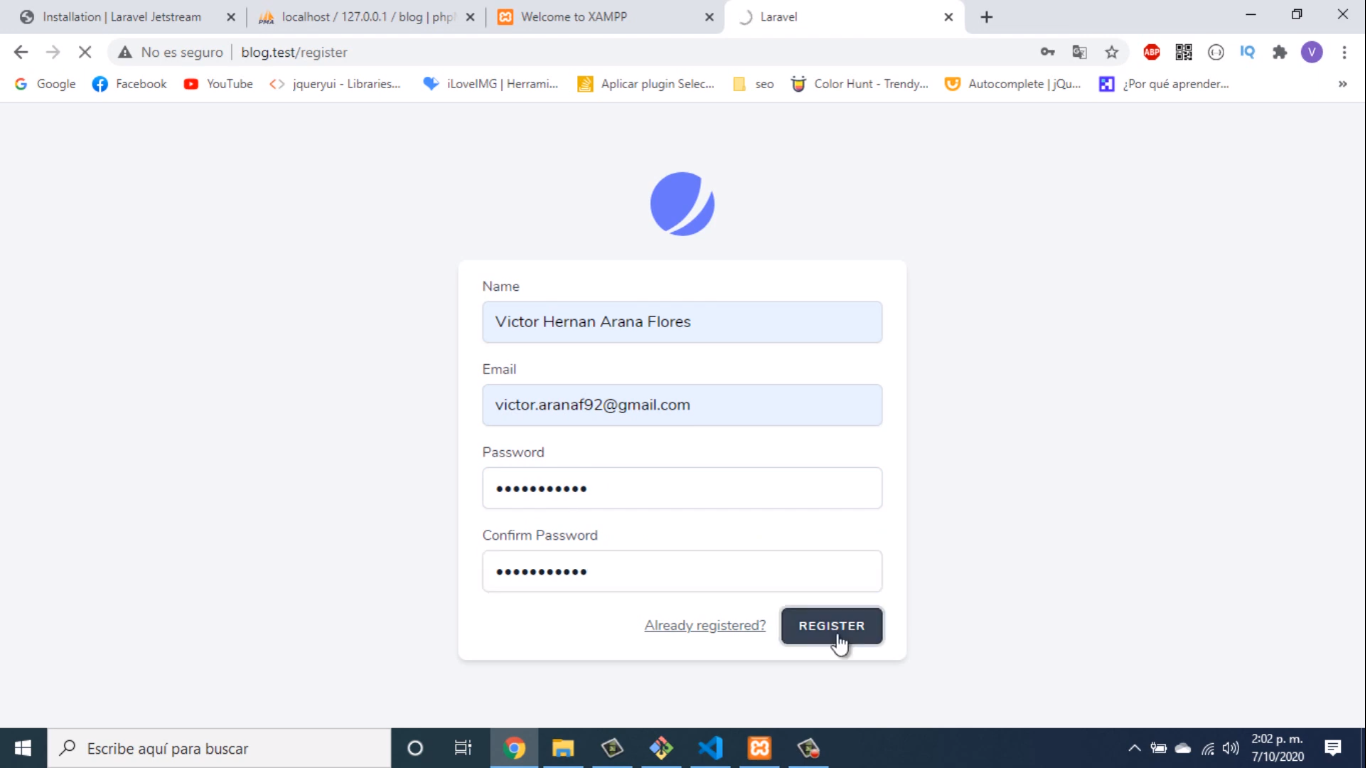 Installation | Laravel Jetstream
localhost / 127.0.0.1 / blog | php
Welcome to XAMPP
Laravel
No es seguro
blog.test/register
ABP
IQ
V
Google
Facebook
YouTube
jqueryui - Libraries...
iLoveIMG | Herrami...
Aplicar plugin Selec...
seo
Color Hunt - Trendy...
Autocomplete | jQu...
¿Por qué aprender...
Name
Victor Hernan Arana Flores
Email
victor.aranaf92@gmail.com
Password
•••••••••••
Confirm Password
•••••••••••
Already registered?
REGISTER
Escribe aquí para buscar
2:02 p. m.
7/10/2020